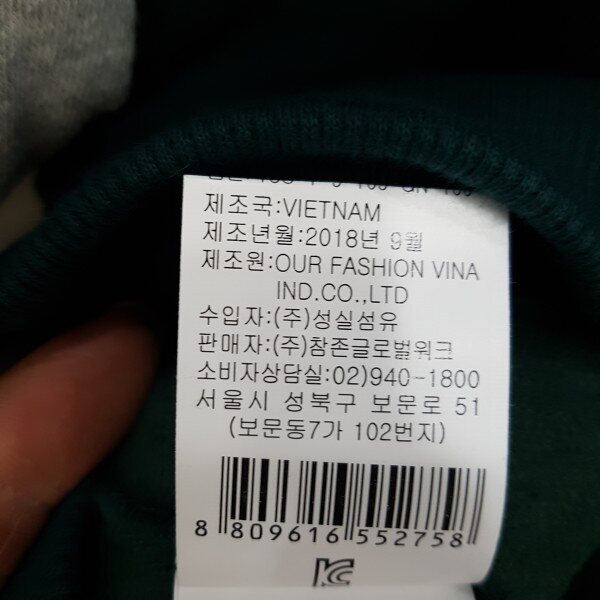 제조국:VIETNAM
제조년월:2018년 9월
제조원:OUR FASHION VINA
IND.CO.,LTD
수입자:(주)성실섬유
판매자:(주)참존글로벌워크
소비자상담실:02)940-1800
서울시 성북구 보문로 51
(보문동7가 102번지)
8 809616 552758